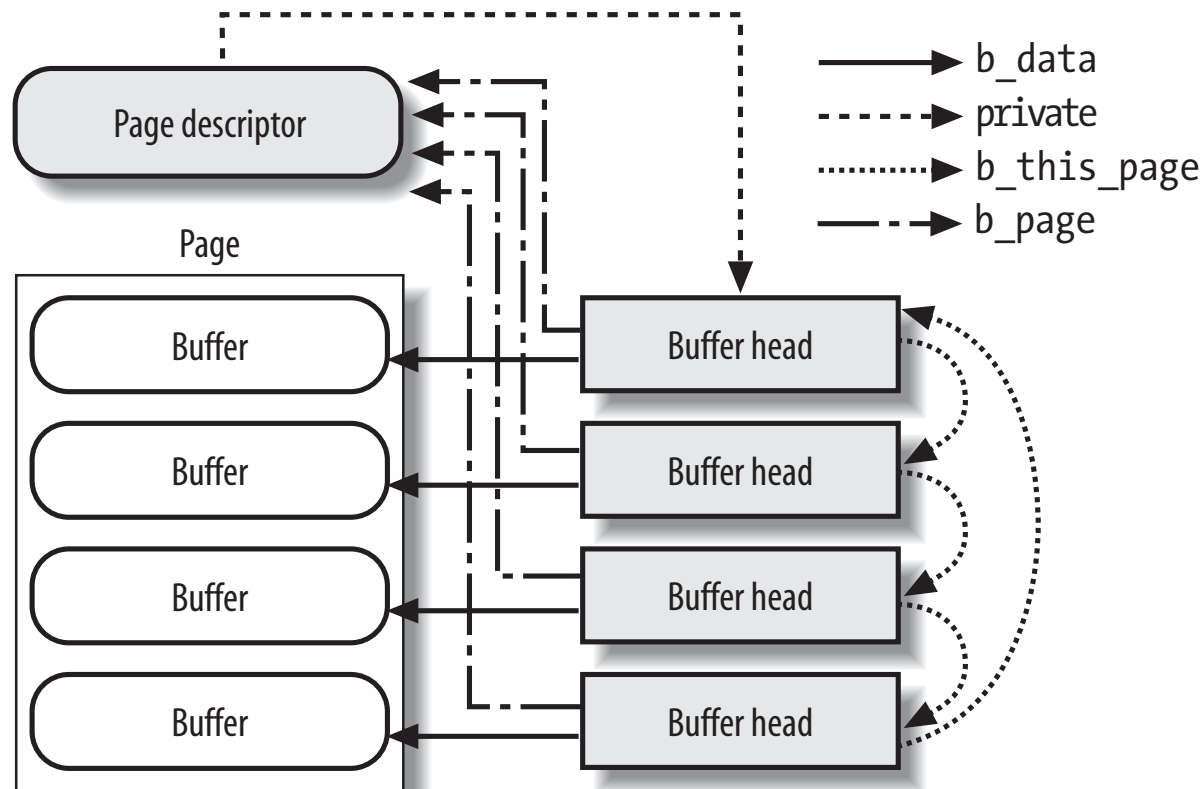 b_data
private
b_this_page
b_page
Page descriptor
Page
Buffer
Buffer head
Buffer
Buffer head
Buffer
Buffer head
Buffer
Buffer head